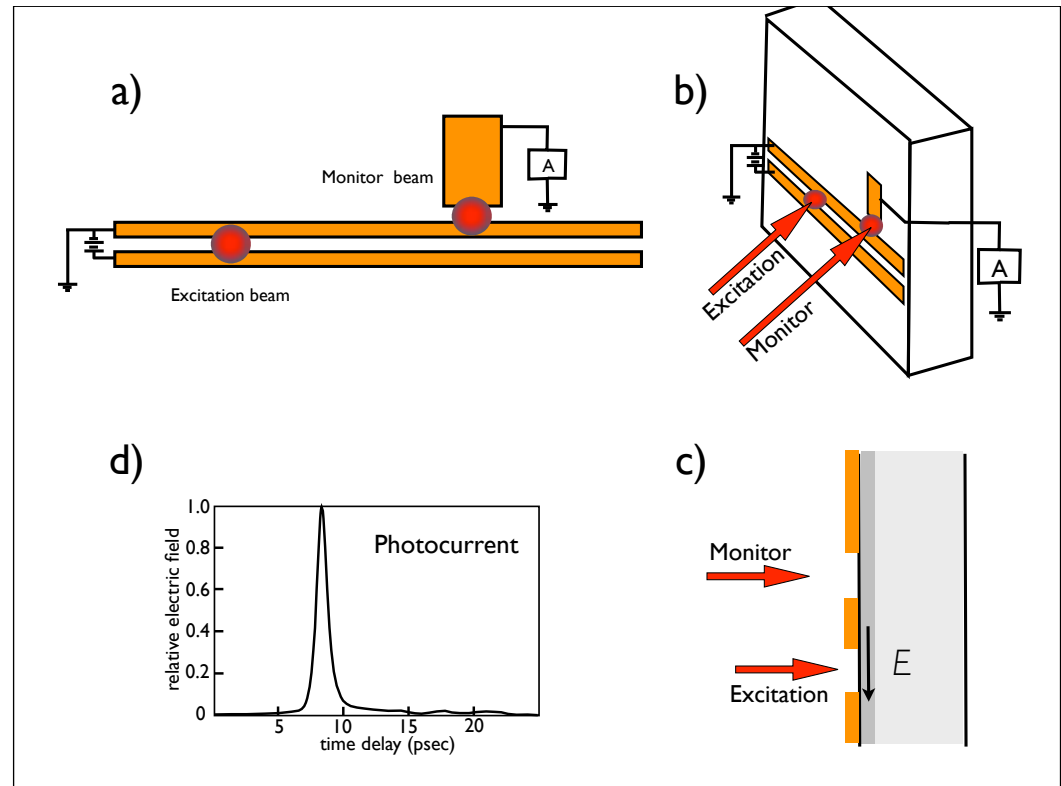 a)
Monitor beam
A
Excitation beam
b)
Excitation
Monitor
A
d)
Photocurrent
relative electric field
1.0
0.8
0.6
0.4
0.2
0
5
10
15
20
time delay (psec)
c)
Monitor
Excitation
E